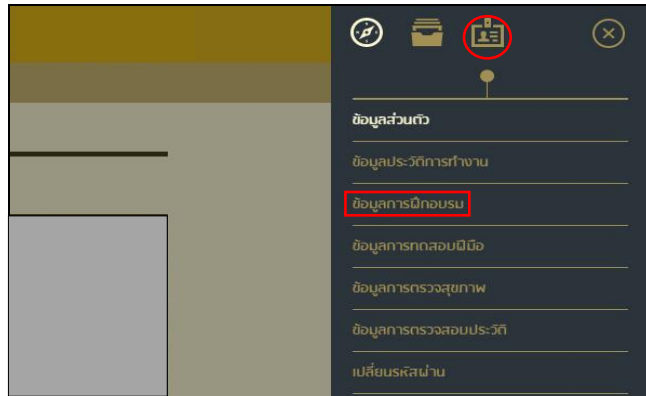 ข้อมูลส่วนตัว
ข้อมูลประวัติการทำงาน
ข้อมูลการฝึกอบรม
ข้อมูลการทดสอบฝีมือ
ข้อมูลการตรวจสุขภาพ
ข้อมูลการตรวจสอบประวัติ
เปลี่ยนรหัสผ่าน